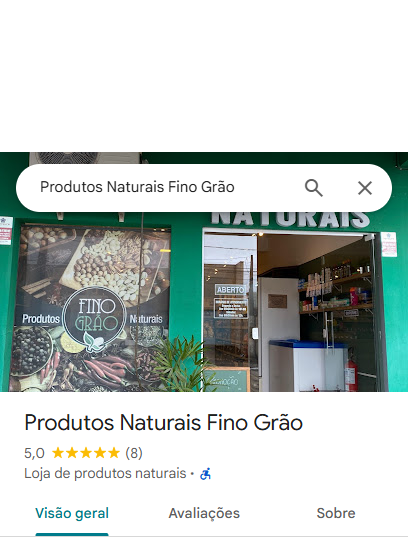 Produtos Naturais Fino Grão
NATURAIS
FINO
GRÃO
Produtos
Naturais
ABERTO
Produtos Naturais Fino Grão
5,0 (8)
Loja de produtos naturais •
Visão geral
Avaliações
Sobre